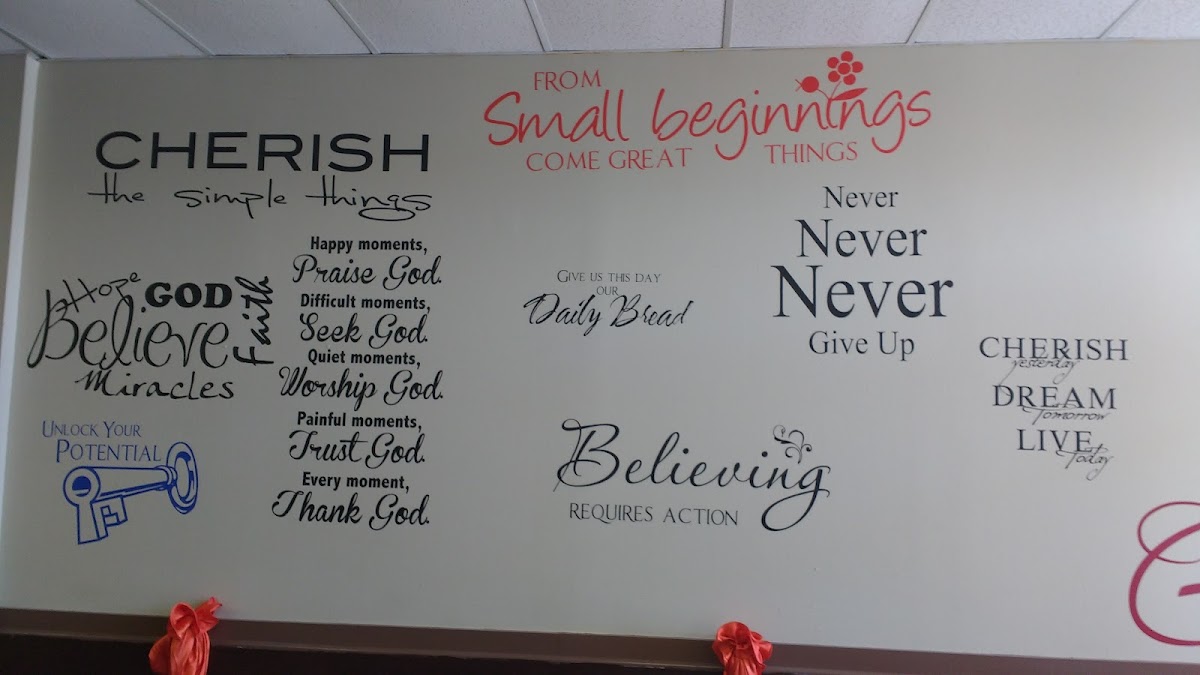 FROM
Small beginnings
COME GREAT THINGS
CHERISH
the simple things
Hope
GOD
Faith
Believe
Miracles
UNLOCK YOUR
POTENTIAL
Happy moments,
Praise God.
Difficult moments,
Seek God.
Quiet moments,
Worship God.
Painful moments,
Trust God.
Every moment,
Thank God.
GIVE US THIS DAY
OUR
Daily Bread
Believing
REQUIRES ACTION
Never
Never
Never
Give Up
CHERISH
yesterday
DREAM
Tomorrow
LIVE
Today